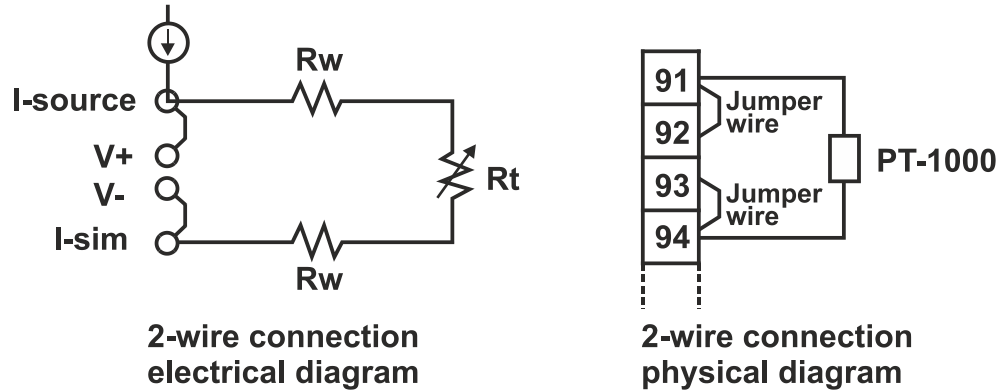 Rw
I-source
V+
V-
Rt
I-sim
Rw
2-wire connection
electrical diagram
91
Jumper
wire
92
PT-1000
93
Jumper
wire
94
2-wire connection
physical diagram